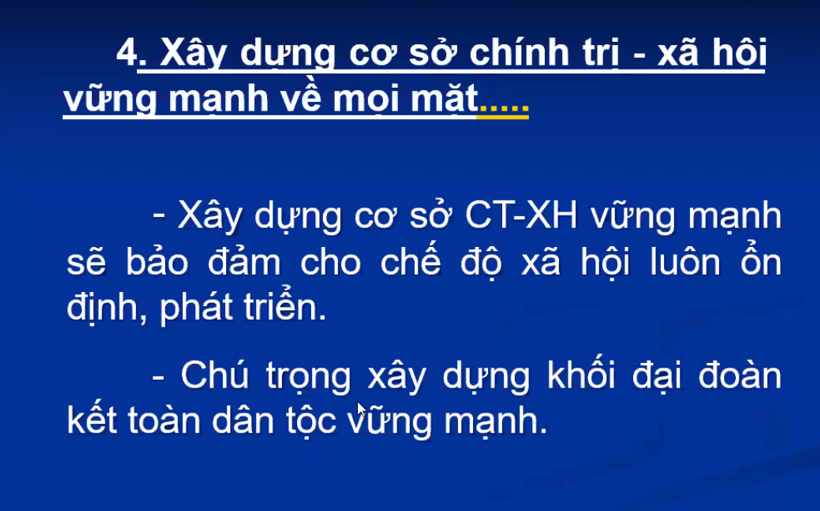 4. Xây dựng cơ sở chính trị - xã hội
vững mạnh về mọi mặt.....
- Xây dựng cơ sở CT-XH vững mạnh
sẽ bảo đảm cho chế độ xã hội luôn ổn
định, phát triển.
- Chú trọng xây dựng khối đại đoàn
kết toàn dân tộc vững mạnh.